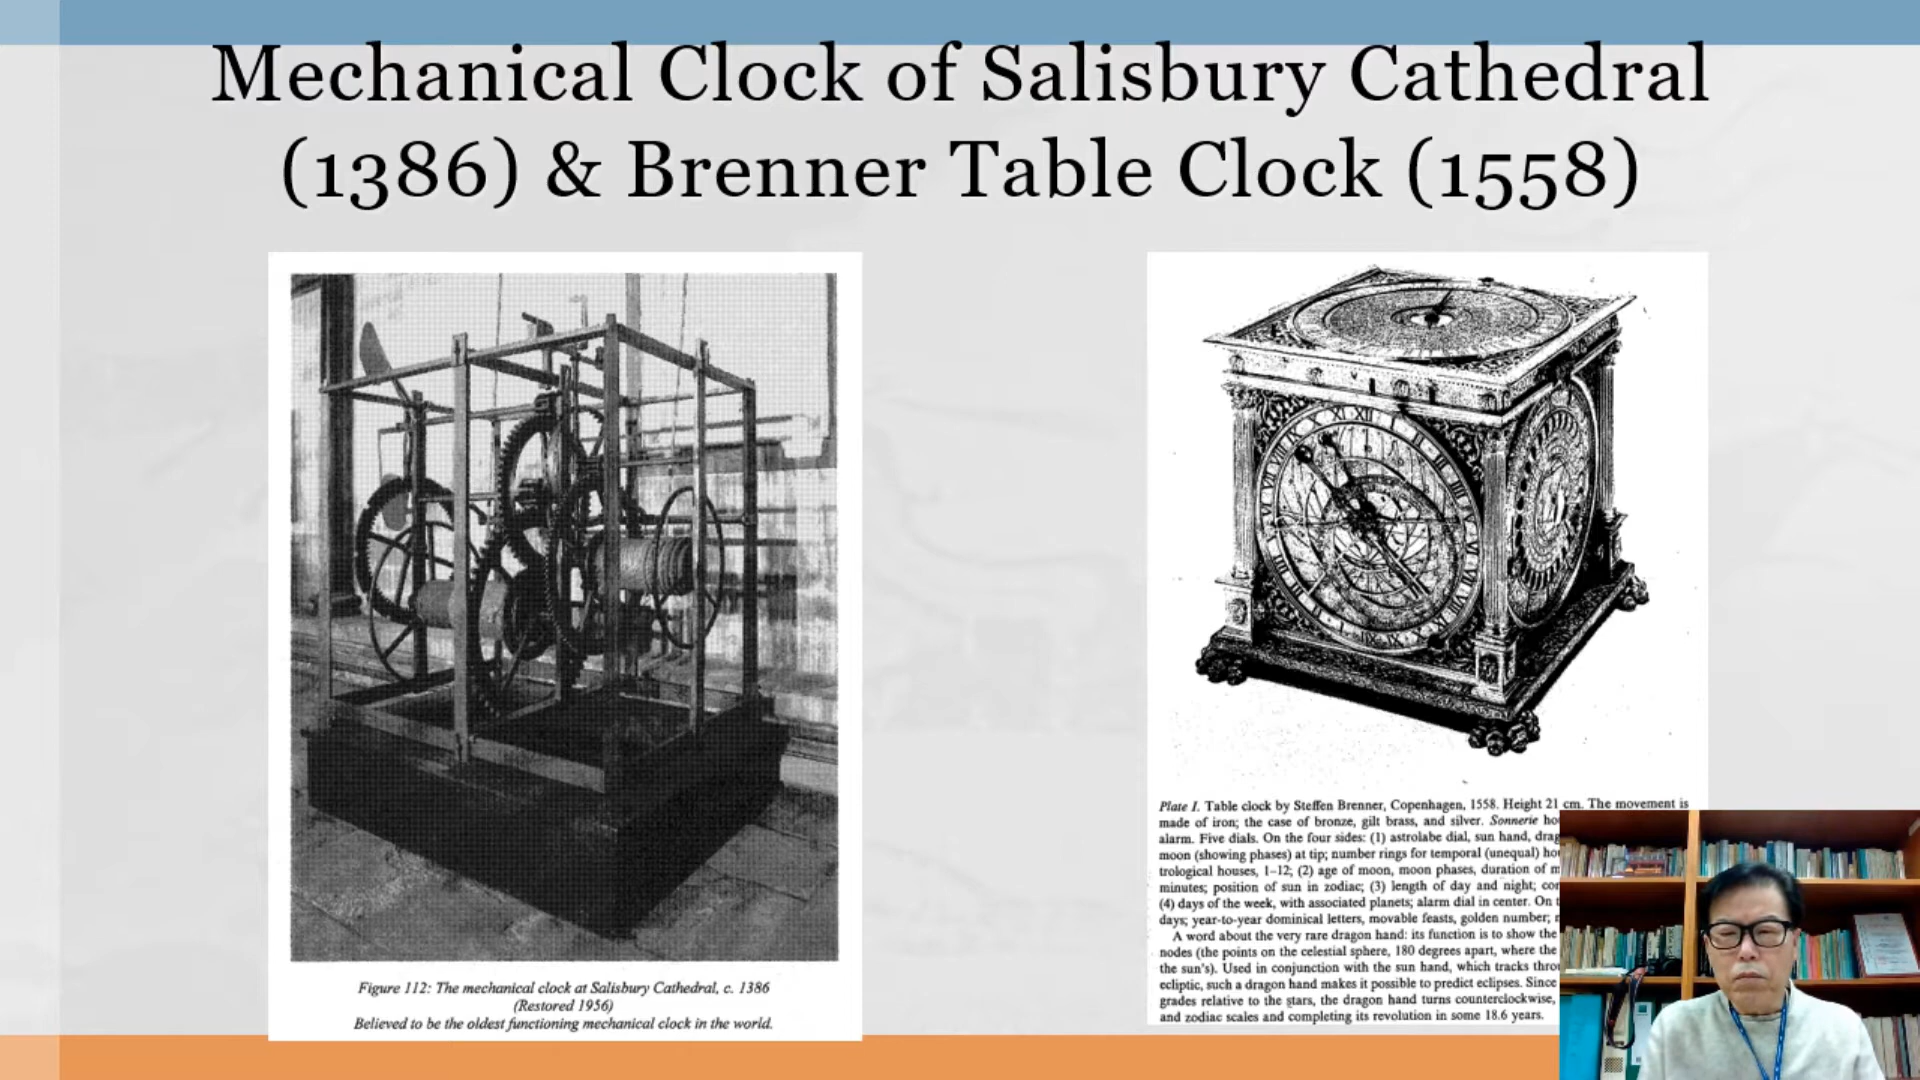 Mechanical Clock of Salisbury Cathedral
(1386) & Brenner Table Clock (1558)
Figure 112: The mechanical clock at Salisbury Cathedral, c. 1386
(Restored 1956)
Believed to be the oldest functioning mechanical clock in the world.
Plate I. Table clock by Steffen Brenner, Copenhagen, 1558. Height 21 cm. The movement is
made of iron; the case of bronze, gilt brass, and silver. Sonnerie ho
alarm. Five dials. On the four sides: (1) astrolabe dial, sun hand, drag
moon (showing phases) at tip; number rings for temporal (unequal) ho
trological houses, 1–12; (2) age of moon, moon phases, duration of m
minutes; position of sun in zodiac; (3) length of day and night; cor
(4) days of the week, with associated planets; alarm dial in center. On t
days; year-to-year dominical letters, movable feasts, golden number;
A word about the very rare dragon hand: its function is to show the
nodes (the points on the celestial sphere, 180 degrees apart, where the
the sun's). Used in conjunction with the sun hand, which tracks thro
ecliptic, such a dragon hand makes it possible to predict eclipses. Since
grades relative to the stars, the dragon hand turns counterclockwise,
and zodiac scales and completing its revolution in some 18.6 years.